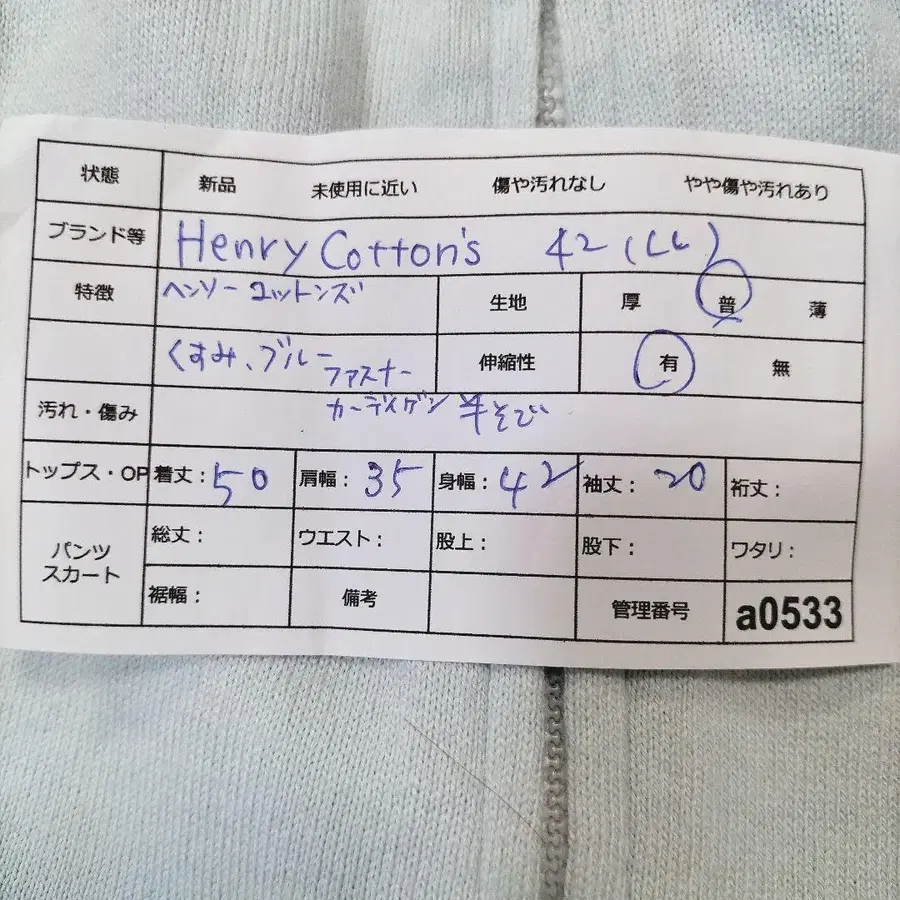 状態 新品 未使用に近い 傷や汚れなし やや傷や汚れあり
ブランド等 Henry Cotton's 42 (LL)
特徴 ヘンリーコットンズ 生地 厚 普 薄
くすみ、ブルー 伸縮性 有 無
ファスナー
汚れ・傷み カーディガン 半そで
トップス・OP 着丈：50 肩幅：35 身幅：42 袖丈：20 裄丈：
パンツ スカート 総丈： ウエスト： 股上： 股下： ワタリ：
裾幅： 備考 管理番号 a0533